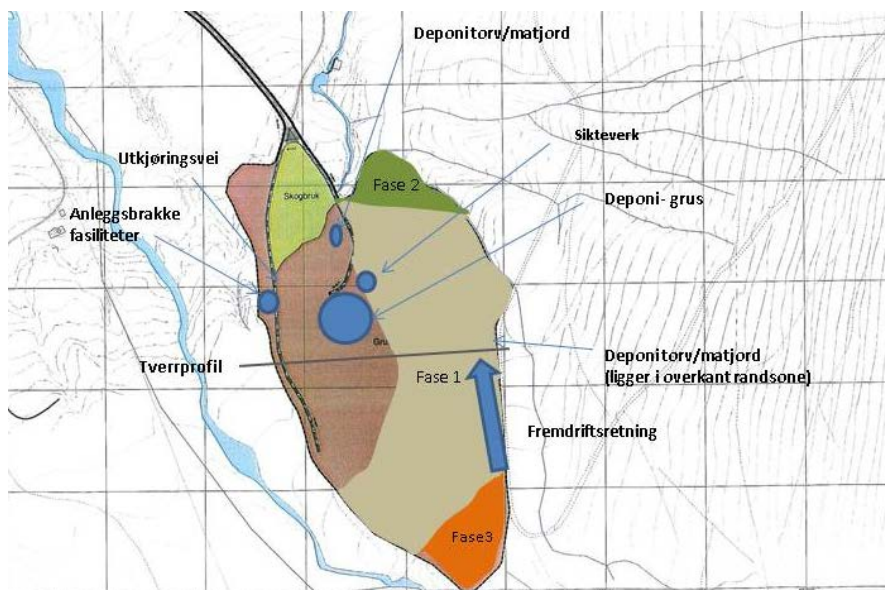 Deponitorv/matjord
Sikteverk
Utkjøringsvei
Fase 2
Skogbruk
Deponi- grus
Anleggsbrakke
fasiliteter
Gru
Tverrprofil
Deponitorv/matjord
(ligger i overkant randsone)
Fase 1
Fremdriftsretning
Fase3